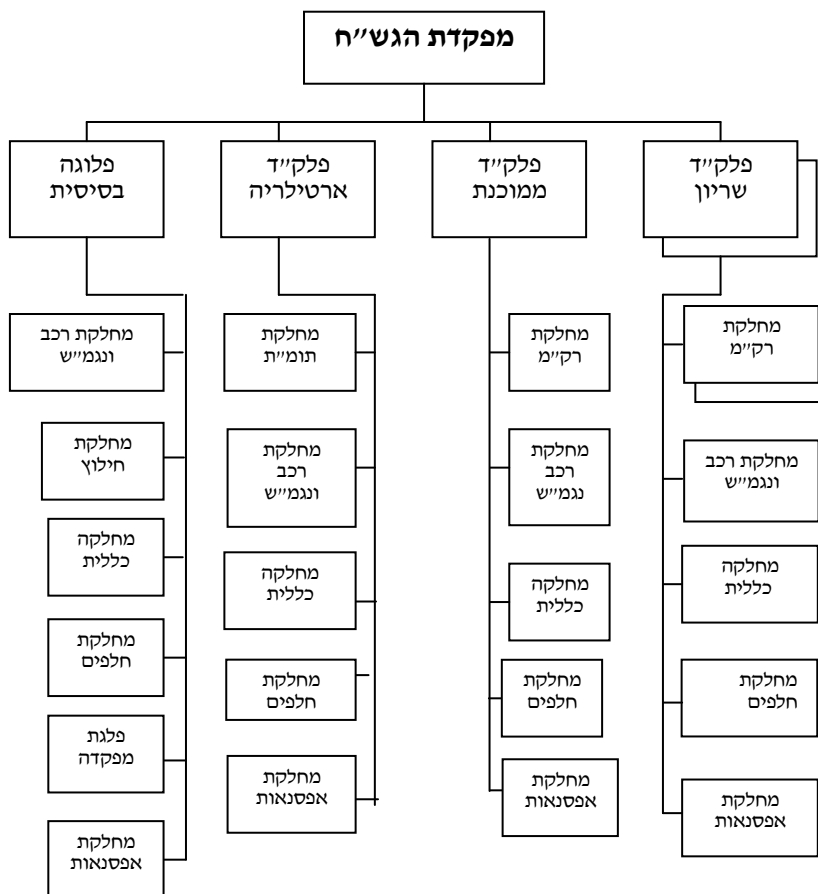 מפקדת הגש״ח
פלק״ד
שריון
פלק״ד
ממוכנת
פלק״ד
ארטילריה
פלוגה
בסיסית
מחלקת
רק״מ
מחלקת רכב
ונגמ״ש
מחלקה
כללית
מחלקת
חלפים
מחלקת
אפסנאות
מחלקת
רק״מ
מחלקת
רכב
נגמ״ש
מחלקה
כללית
מחלקת
חלפים
מחלקת
אפסנאות
מחלקת
תומ״ת
מחלקת
רכב
ונגמ״ש
מחלקה
כללית
מחלקת
חלפים
מחלקת
אפסנאות
מחלקת רכב
ונגמ״ש
מחלקת
חילוץ
מחלקה
כללית
מחלקת
חלפים
פלגת
מפקדה
מחלקת
אפסנאות